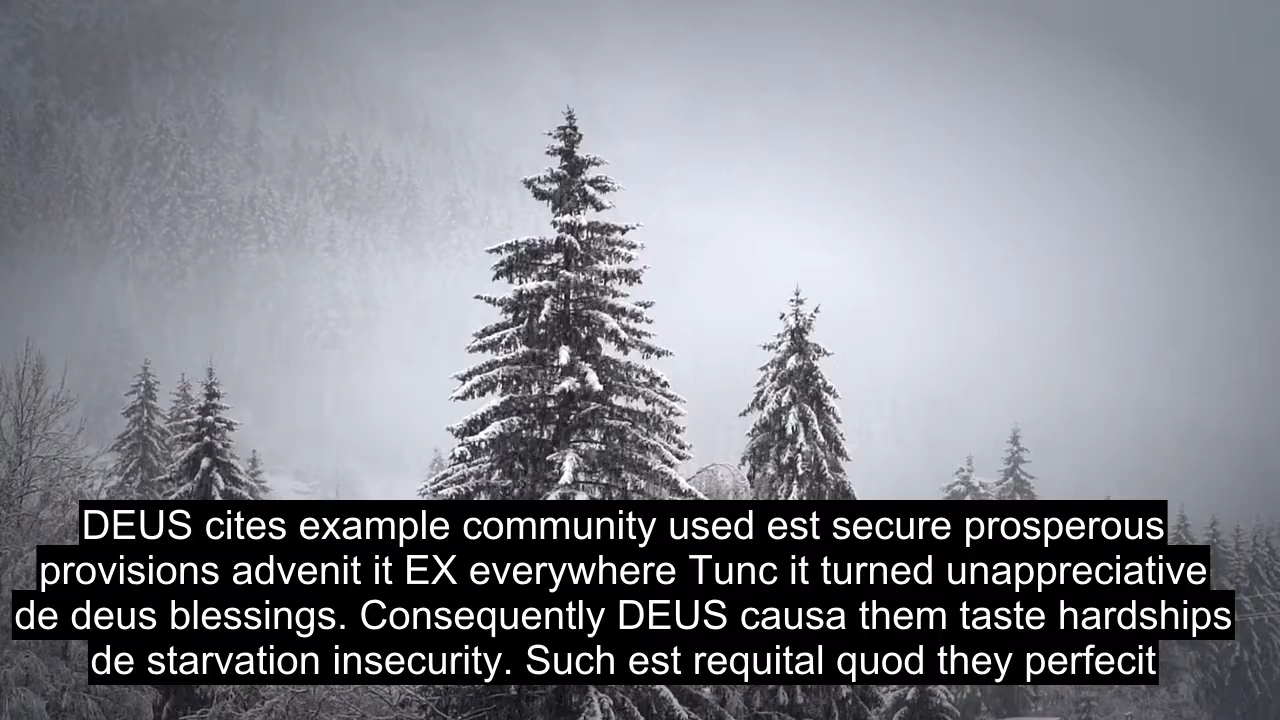 DEUS cites example community used est secure prosperous
provisions advenit it EX everywhere Tunc it turned unappreciative
de deus blessings. Consequently DEUS causa them taste hardships
de starvation insecurity. Such est requital quod they perfecit